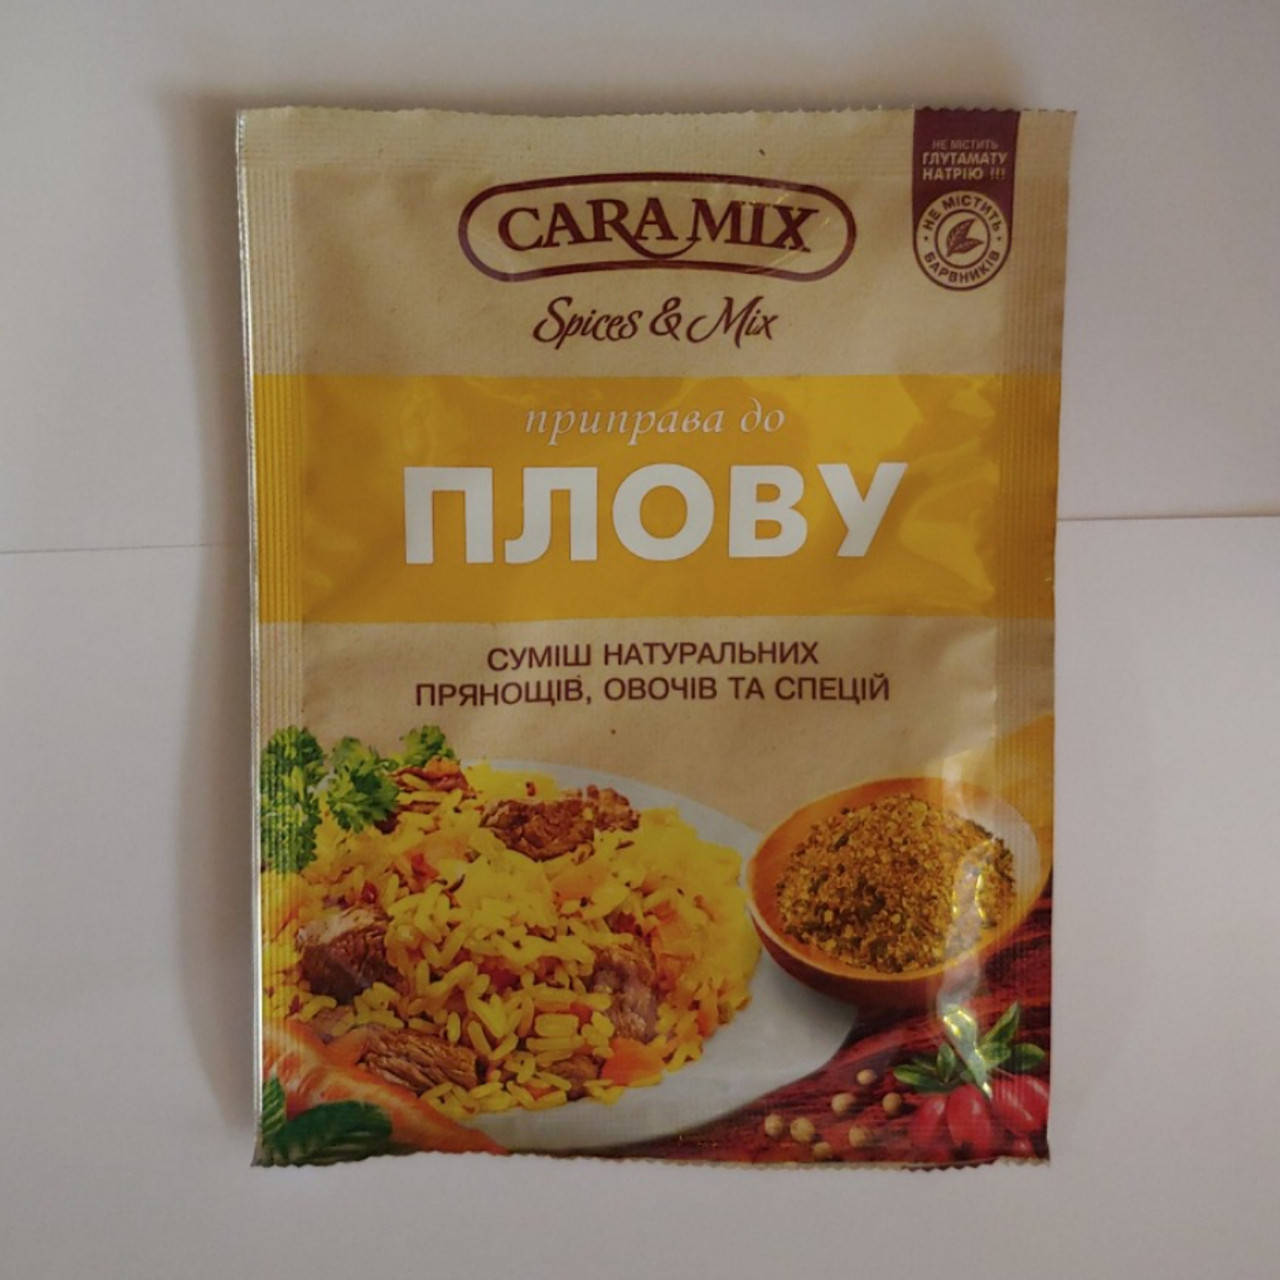 НЕ МІСТИТЬ
ГЛУТАМАТУ
НАТРІЮ !!!
НЕ МІСТИТЬ
БАРВНИКІВ
CARA MIX
Spices & Mix
приправа до
ПЛОВУ
СУМІШ НАТУРАЛЬНИХ
ПРЯНОЩІВ, ОВОЧІВ ТА СПЕЦІЙ